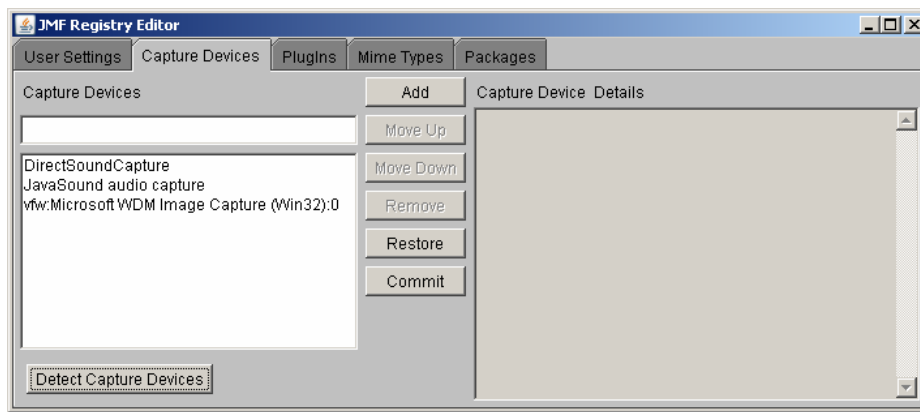 JMF Registry Editor
User Settings
Capture Devices
PlugIns
Mime Types
Packages
Capture Devices
Add
Move Up
Move Down
Remove
Restore
Commit
Capture Device Details
DirectSoundCapture
JavaSound audio capture
vfw:Microsoft WDM Image Capture (Win32):0
Detect Capture Devices